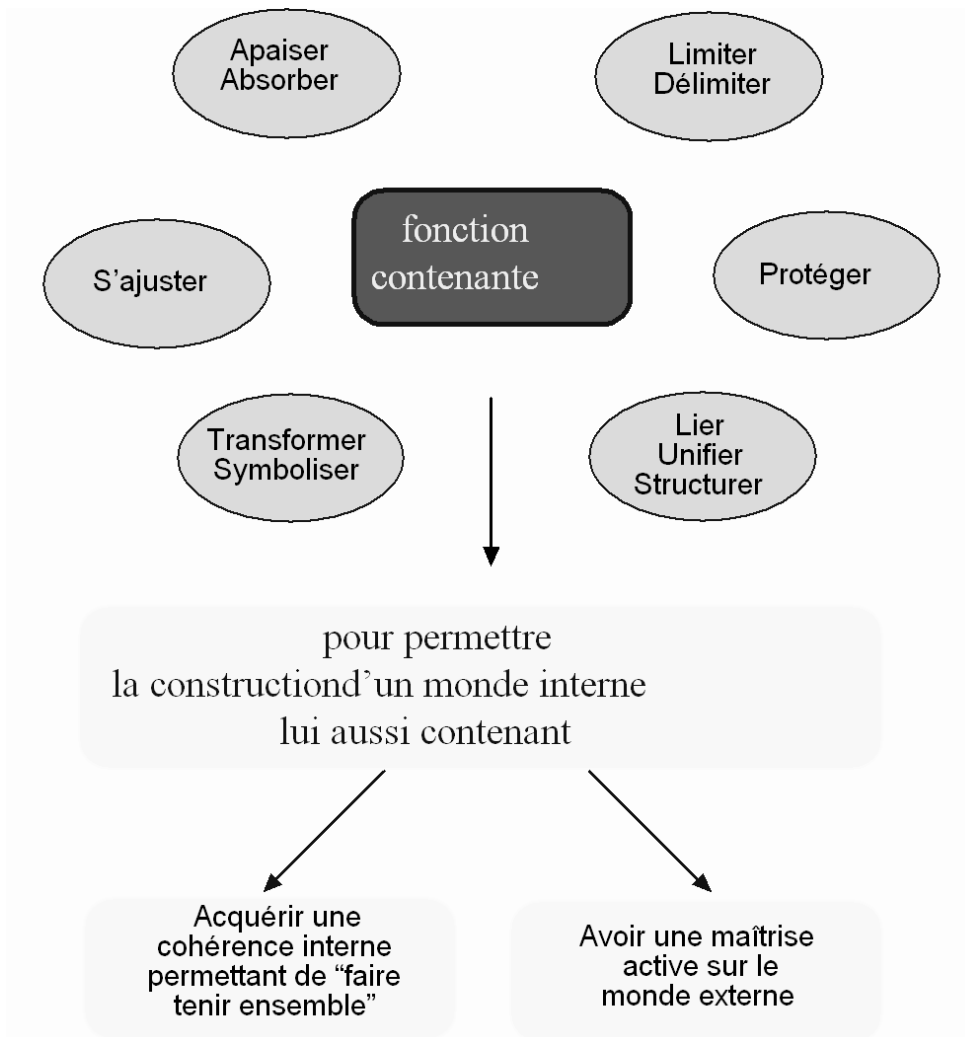 Apaiser
Absorber
Limiter
Délimiter
fonction
contenante
S’ajuster
Protéger
Transformer
Symboliser
Lier
Unifier
Structurer
pour permettre
la constructiond’un monde interne
lui aussi contenant
Acquérir une
cohérence interne
permettant de “faire
tenir ensemble”
Avoir une maîtrise
active sur le
monde externe